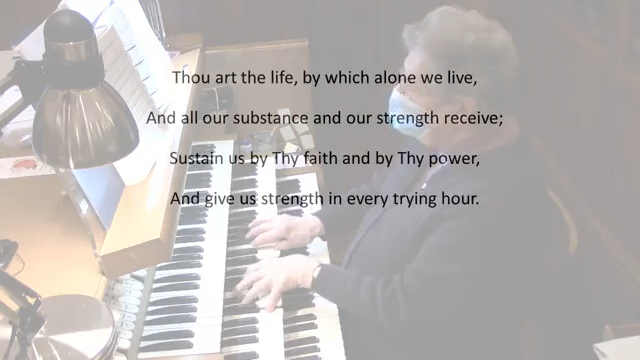 Thou art the life, by which alone we live,
And all our substance and our strength receive;
Sustain us by Thy faith and by Thy power,
And give us strength in every trying hour.